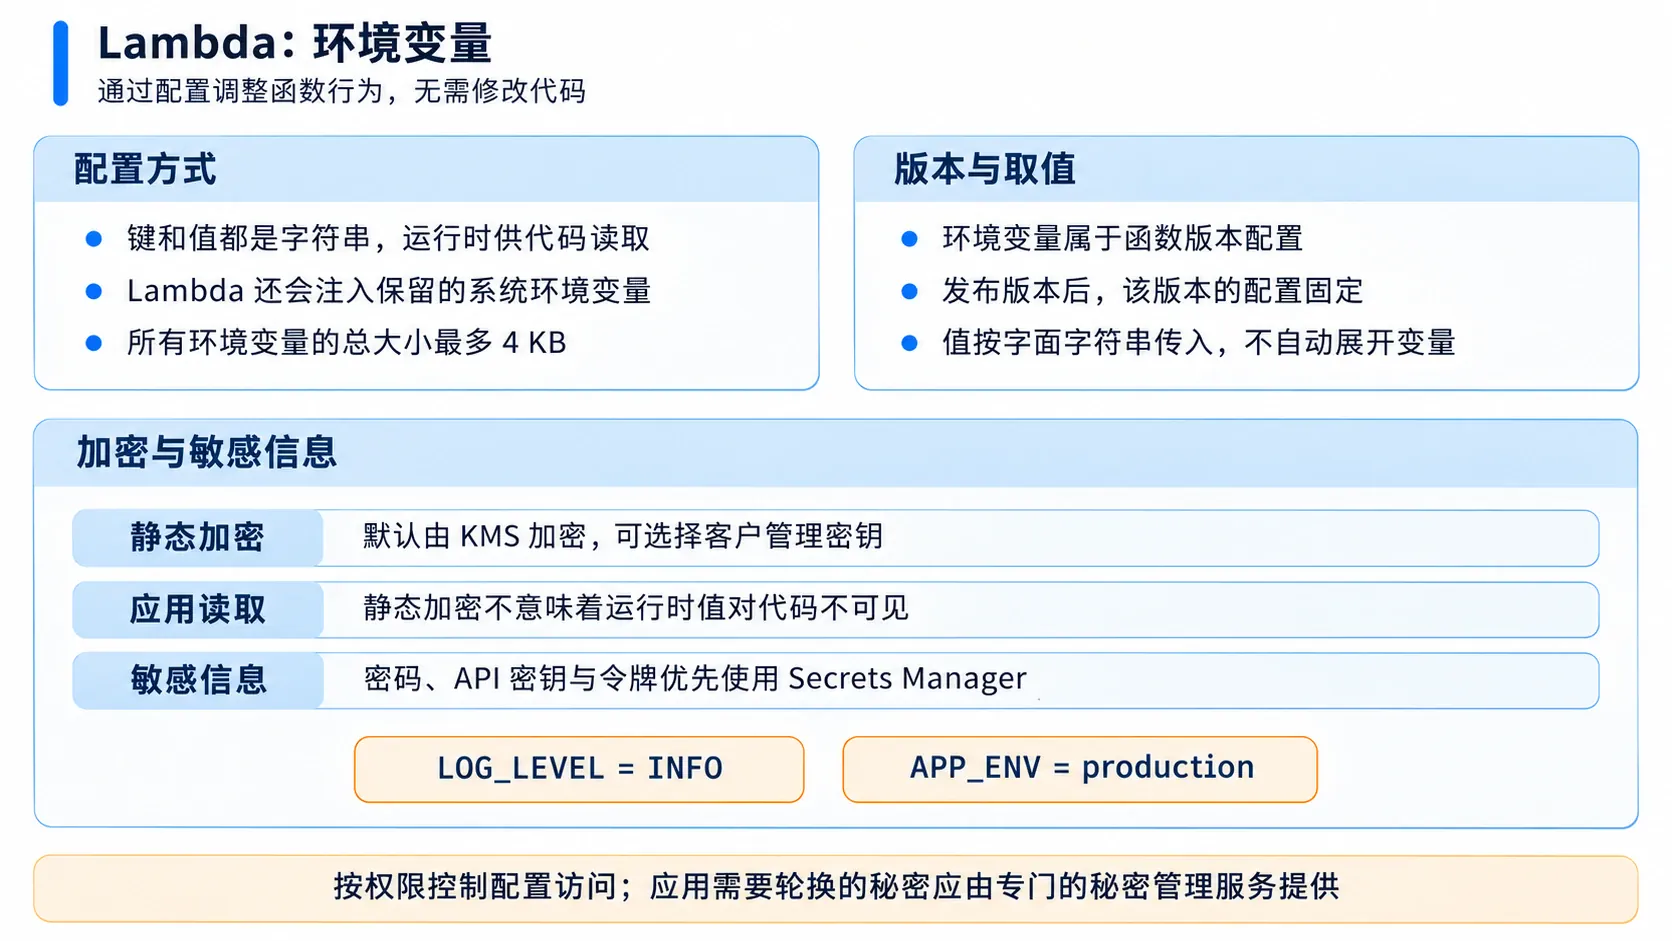 Lambda：环境变量
通过配置调整函数行为，无需修改代码
配置方式
键和值都是字符串，运行时供代码读取
Lambda 还会注入保留的系统环境变量
所有环境变量的总大小最多 4 KB
版本与取值
环境变量属于函数版本配置
发布版本后，该版本的配置固定
值按字面字符串传入，不自动展开变量
加密与敏感信息
静态加密
默认由 KMS 加密，可选择客户管理密钥
应用读取
静态加密不意味着运行时值对代码不可见
敏感信息
密码、API 密钥与令牌优先使用 Secrets Manager
LOG_LEVEL = INFO
APP_ENV = production
按权限控制配置访问；应用需要轮换的秘密应由专门的秘密管理服务提供